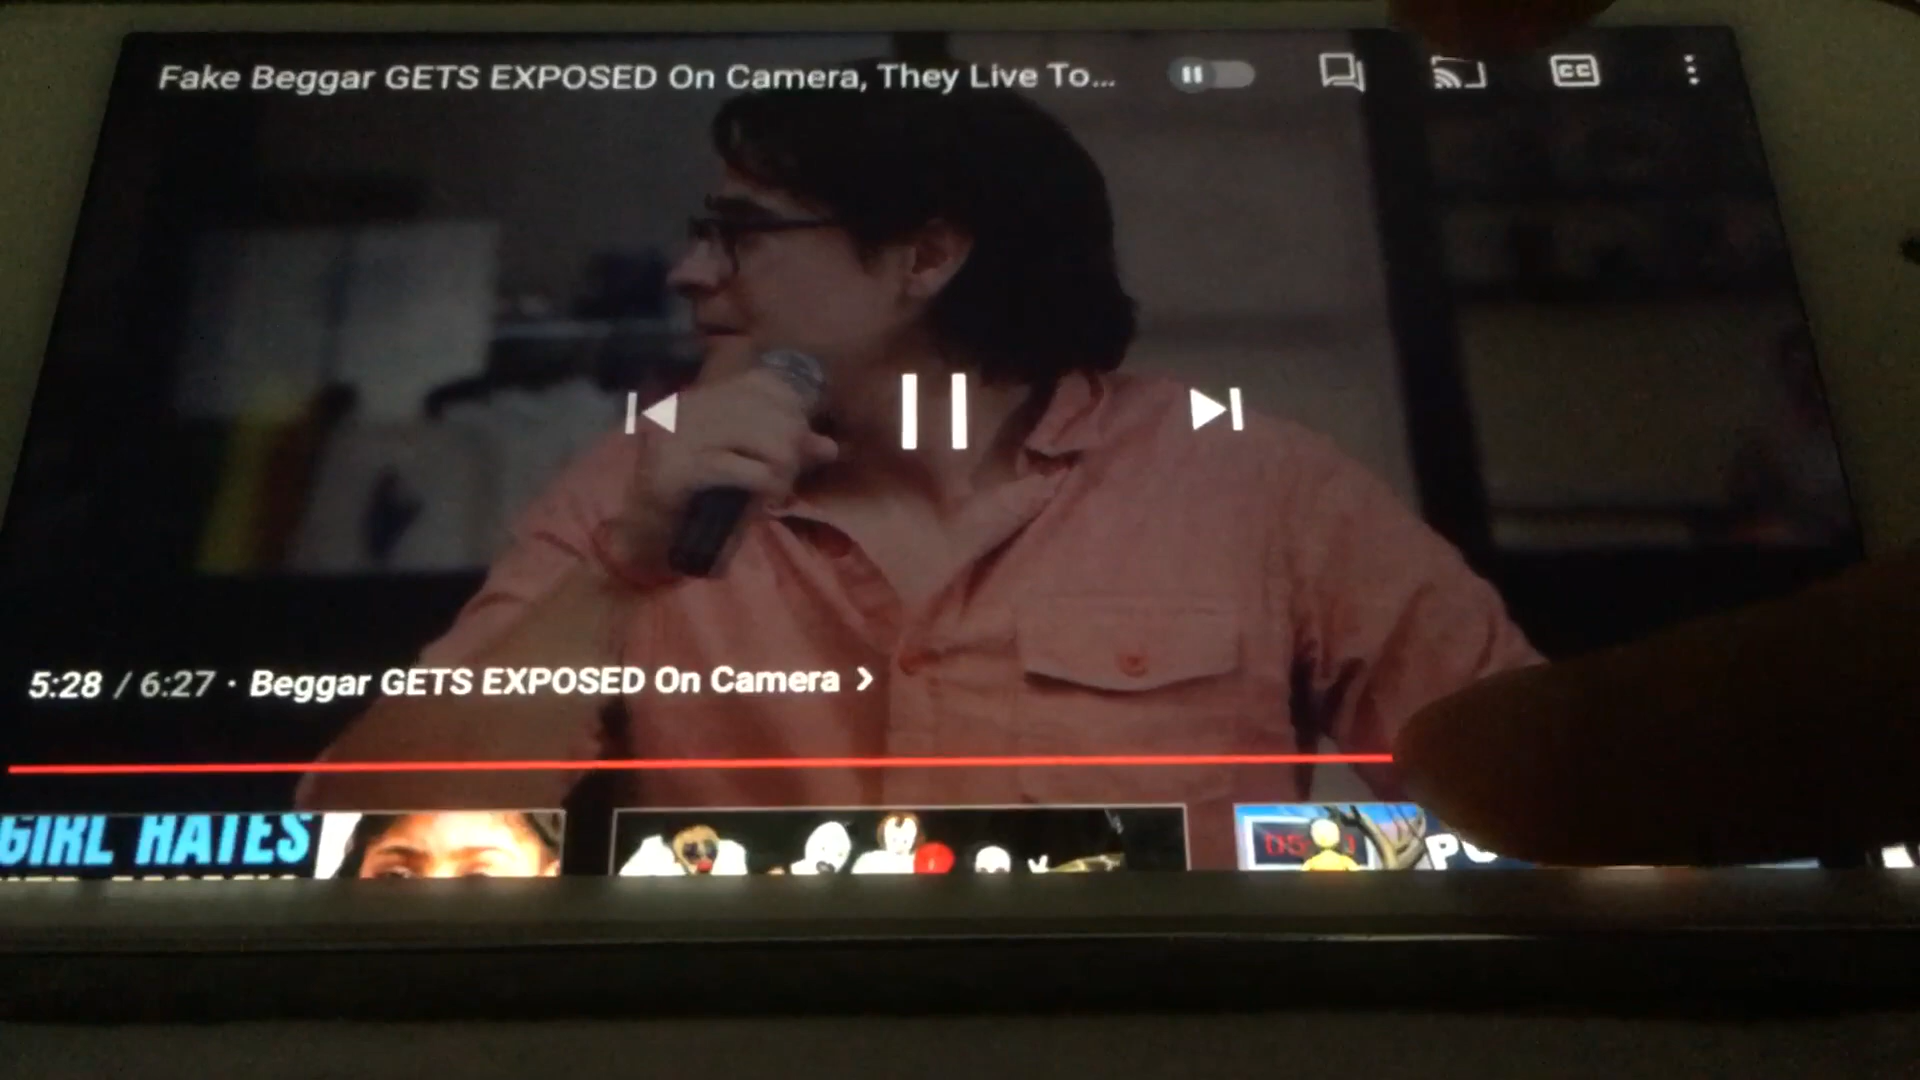 Fake Beggar GETS EXPOSED On Camera, They Live To...
CC
5:28 / 6:27 · Beggar GETS EXPOSED On Camera >
GIRL HATES